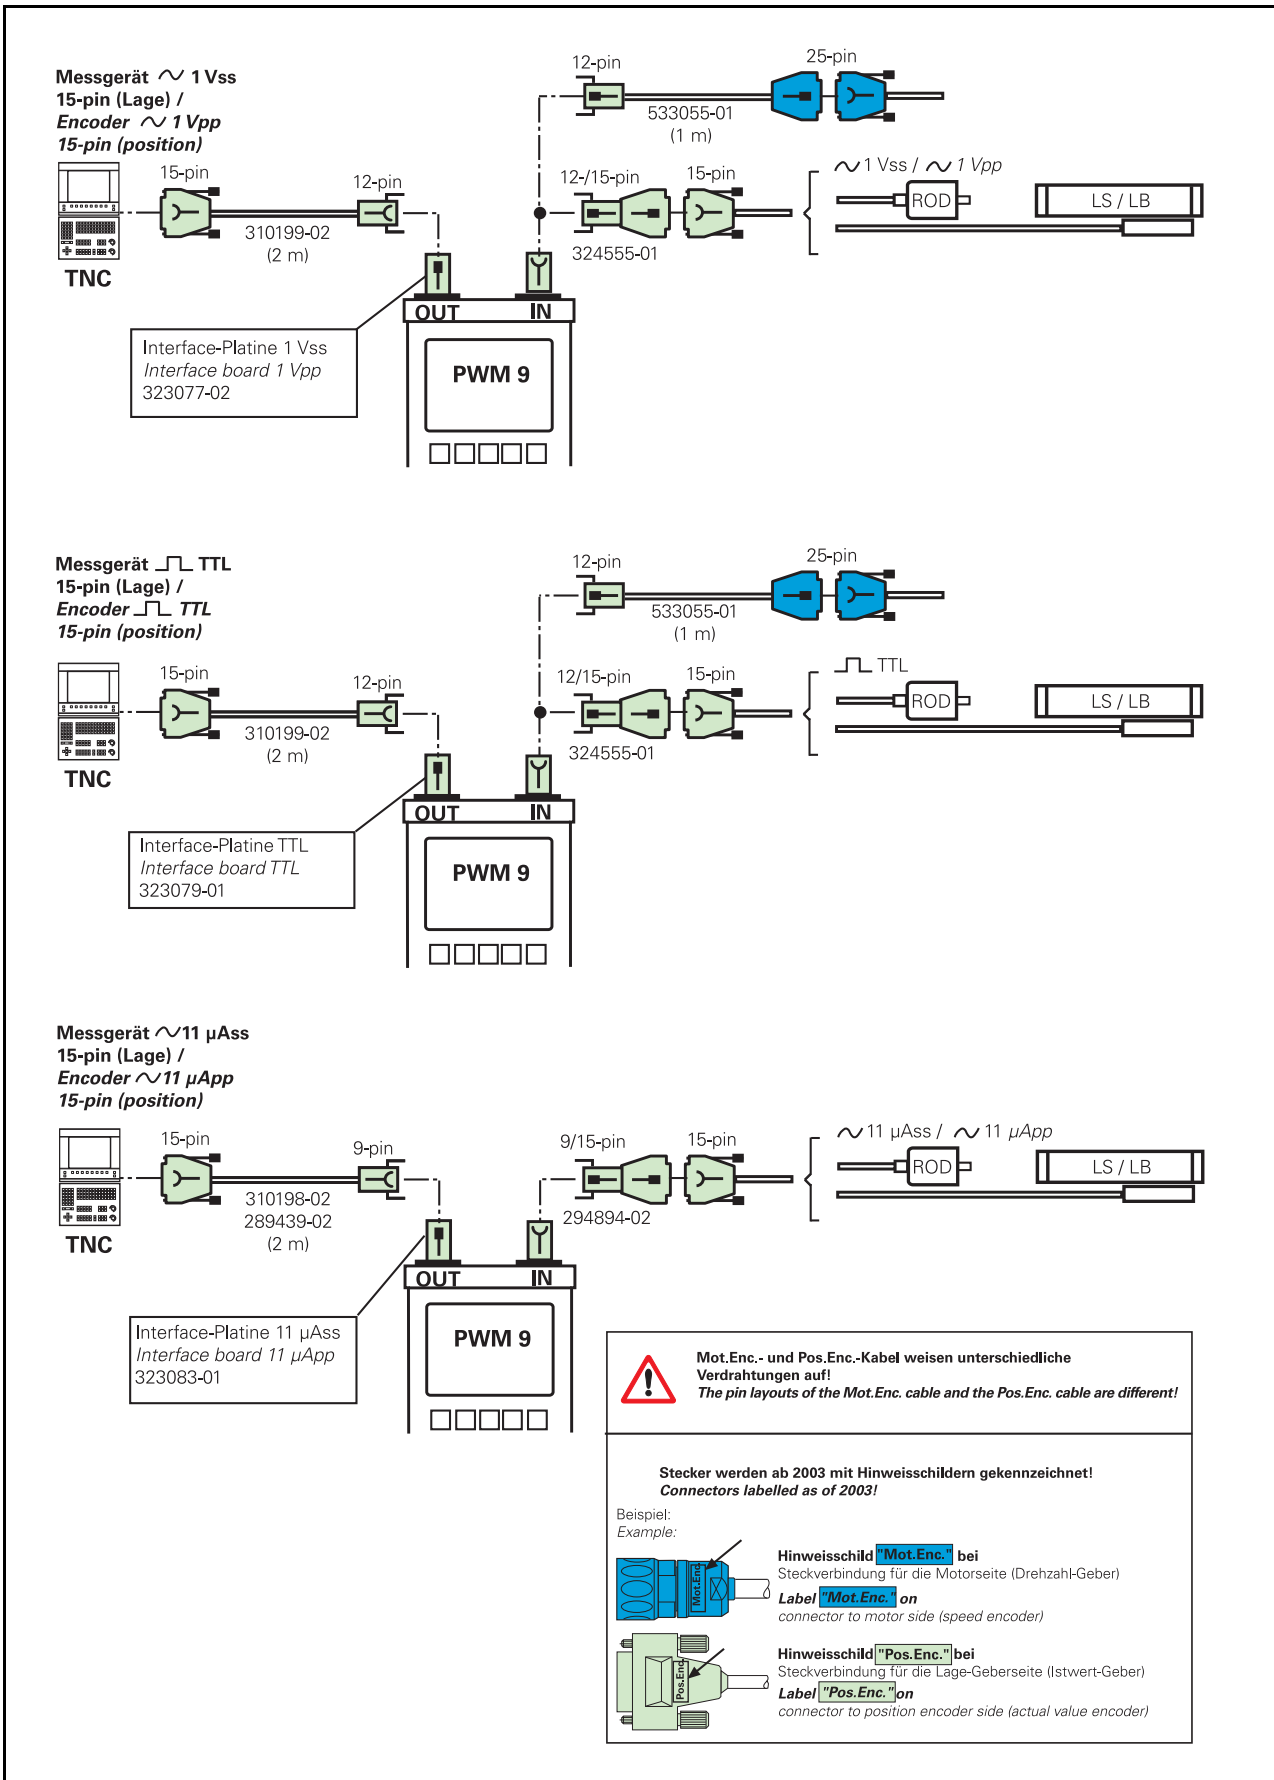 Messgerät 1 Vss
15-pin (Lage) /
Encoder 1 Vpp
15-pin (position)
12-pin
25-pin
533055-01
(1 m)
15-pin
12-pin
310199-02
(2 m)
TNC
12-/15-pin
15-pin
324555-01
1 Vss / 1 Vpp
ROD
LS / LB
OUT
IN
Interface-Platine 1 Vss
Interface board 1 Vpp
323077-02
PWM 9
Messgerät TTL
15-pin (Lage) /
Encoder TTL
15-pin (position)
12-pin
25-pin
533055-01
(1 m)
15-pin
12-pin
310199-02
(2 m)
TNC
12/15-pin
15-pin
324555-01
TTL
ROD
LS / LB
OUT
IN
Interface-Platine TTL
Interface board TTL
323079-01
PWM 9
Messgerät 11 µAss
15-pin (Lage) /
Encoder 11 µApp
15-pin (position)
15-pin
9-pin
310198-02
289439-02
(2 m)
TNC
9/15-pin
15-pin
294894-02
11 µAss / 11 µApp
ROD
LS / LB
OUT
IN
Interface-Platine 11 µAss
Interface board 11 µApp
323083-01
PWM 9
Mot.Enc.- und Pos.Enc.-Kabel weisen unterschiedliche
Verdrahtungen auf!
The pin layouts of the Mot.Enc. cable and the Pos.Enc. cable are different!
Stecker werden ab 2003 mit Hinweisschildern gekennzeichnet!
Connectors labelled as of 2003!
Beispiel:
Example:
Mot.Enc.
Hinweisschild "Mot.Enc." bei
Steckverbindung für die Motorseite (Drehzahl-Geber)
Label "Mot.Enc." on
connector to motor side (speed encoder)
Pos.Enc.
Hinweisschild "Pos.Enc." bei
Steckverbindung für die Lage-Geberseite (Istwert-Geber)
Label "Pos.Enc." on
connector to position encoder side (actual value encoder)